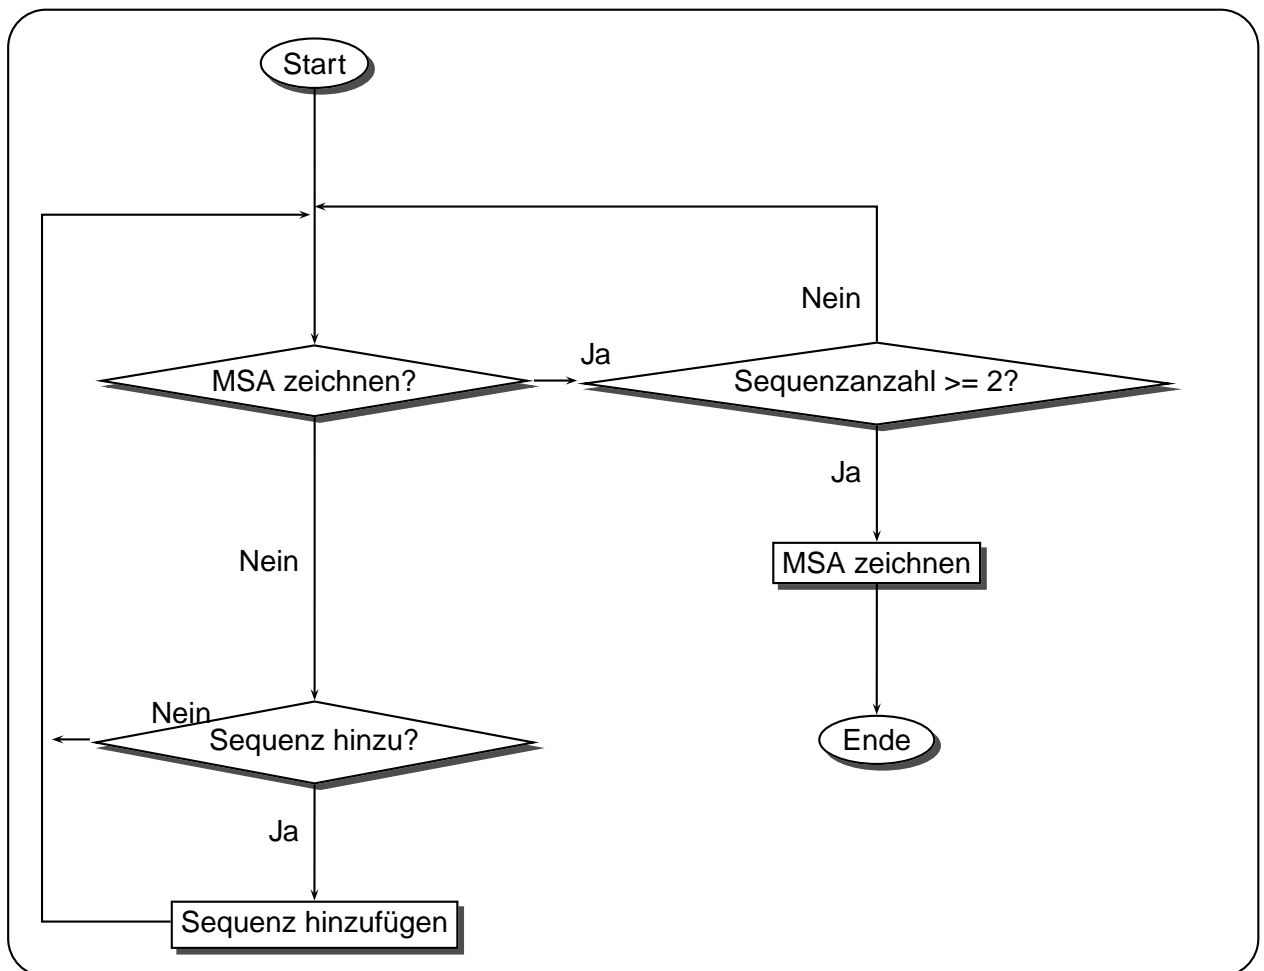 Start
Nein
Ja
MSA zeichnen?
Sequenzanzahl >= 2?
Ja
Nein
MSA zeichnen
Nein
Sequenz hinzu?
Ende
Ja
Sequenz hinzufügen